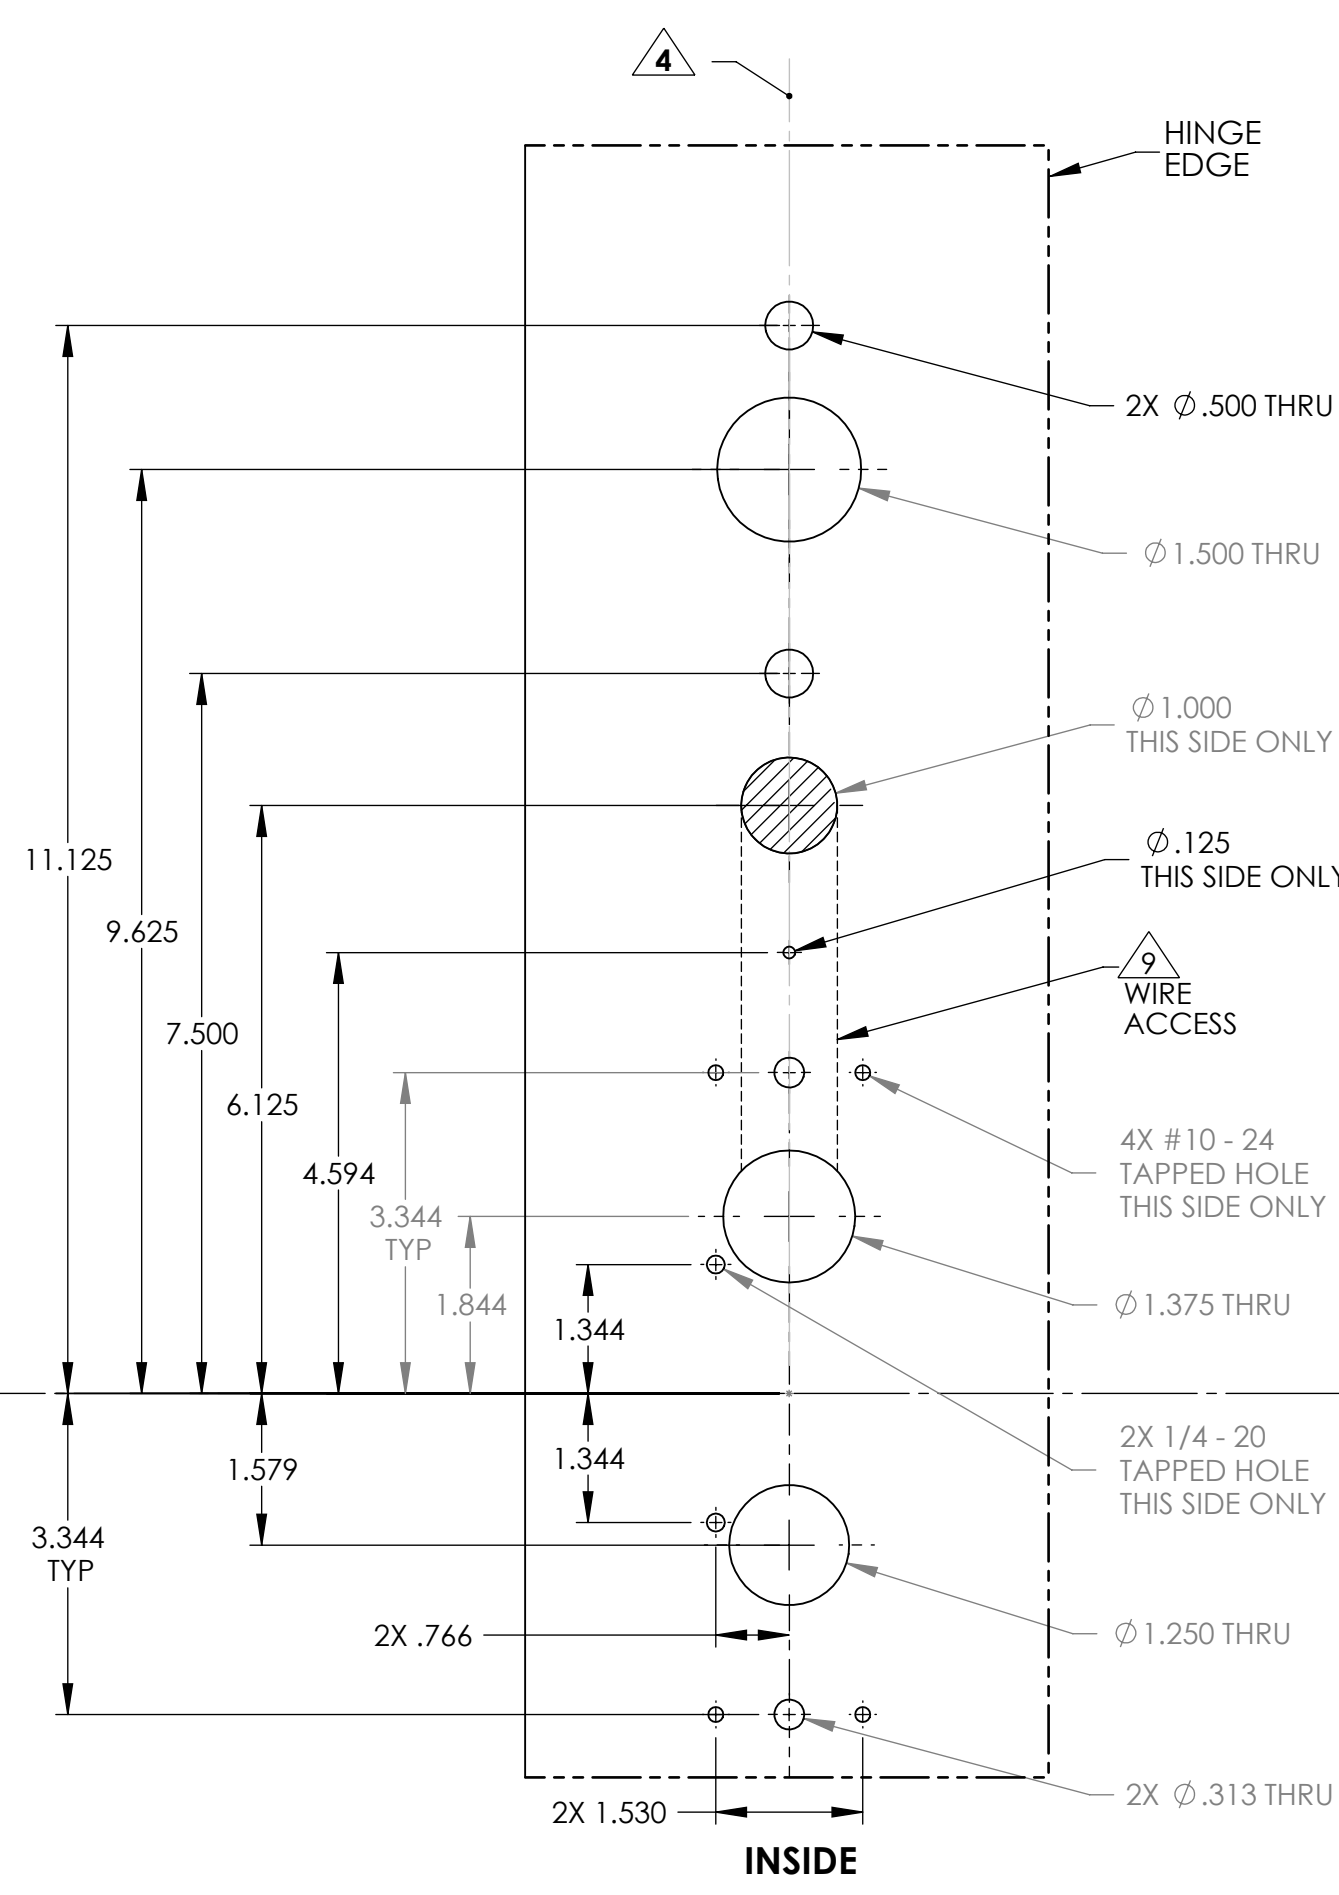 4
HINGE
EDGE
2X ∅.500 THRU
∅1.500 THRU
∅1.000
THIS SIDE ONLY
∅.125
THIS SIDE ONLY
11.125
9.625
9
WIRE
ACCESS
7.500
6.125
4X #10 - 24
TAPPED HOLE
THIS SIDE ONLY
4.594
3.344
TYP
1.844
1.344
∅1.375 THRU
1.579
1.344
2X 1/4 - 20
TAPPED HOLE
THIS SIDE ONLY
3.344
TYP
2X .766
∅1.250 THRU
2X 1.530
2X ∅.313 THRU
INSIDE